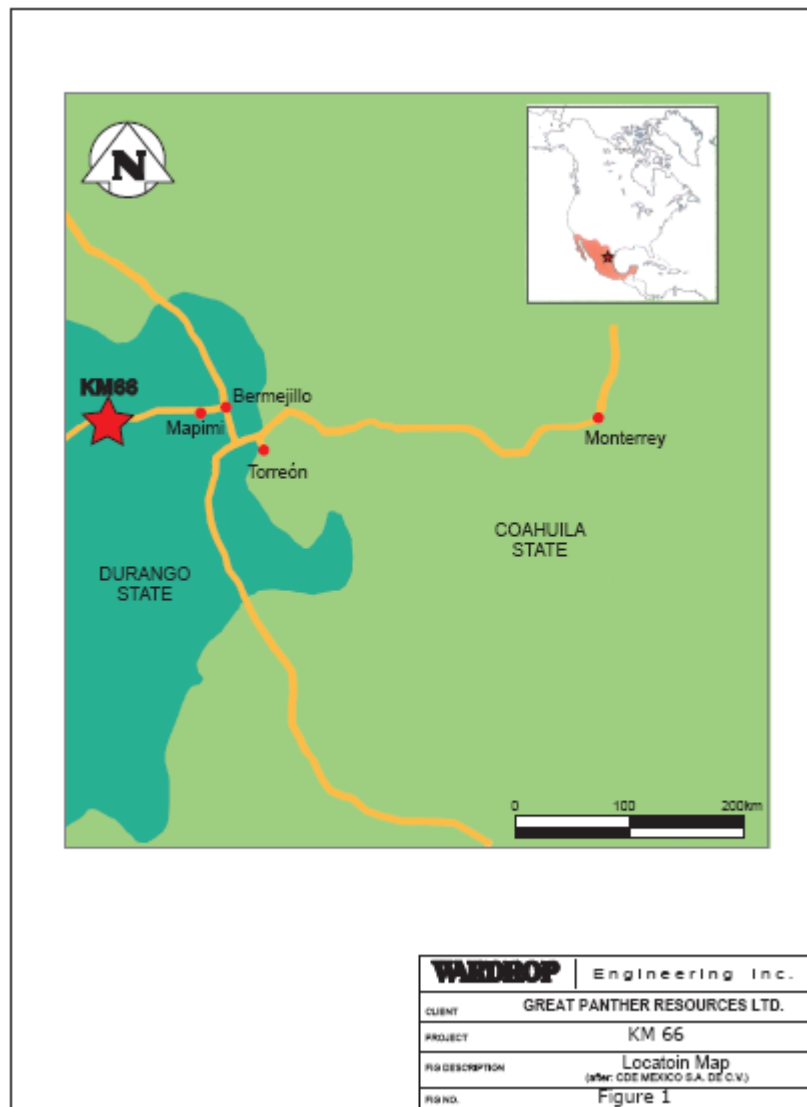 N
KM66
Bermejillo
Mapimi
Torreón
Monterrey
COAHUILA
STATE
DURANGO
STATE
0 100 200km
WARDROP Engineering Inc.
CLIENT GREAT PANTHER RESOURCES LTD.
PROJECT KM 66
FIG DESCRIPTION Locatoin Map
(after: CDE MEXICO S.A. DE C.V.)
FIG NO. Figure 1